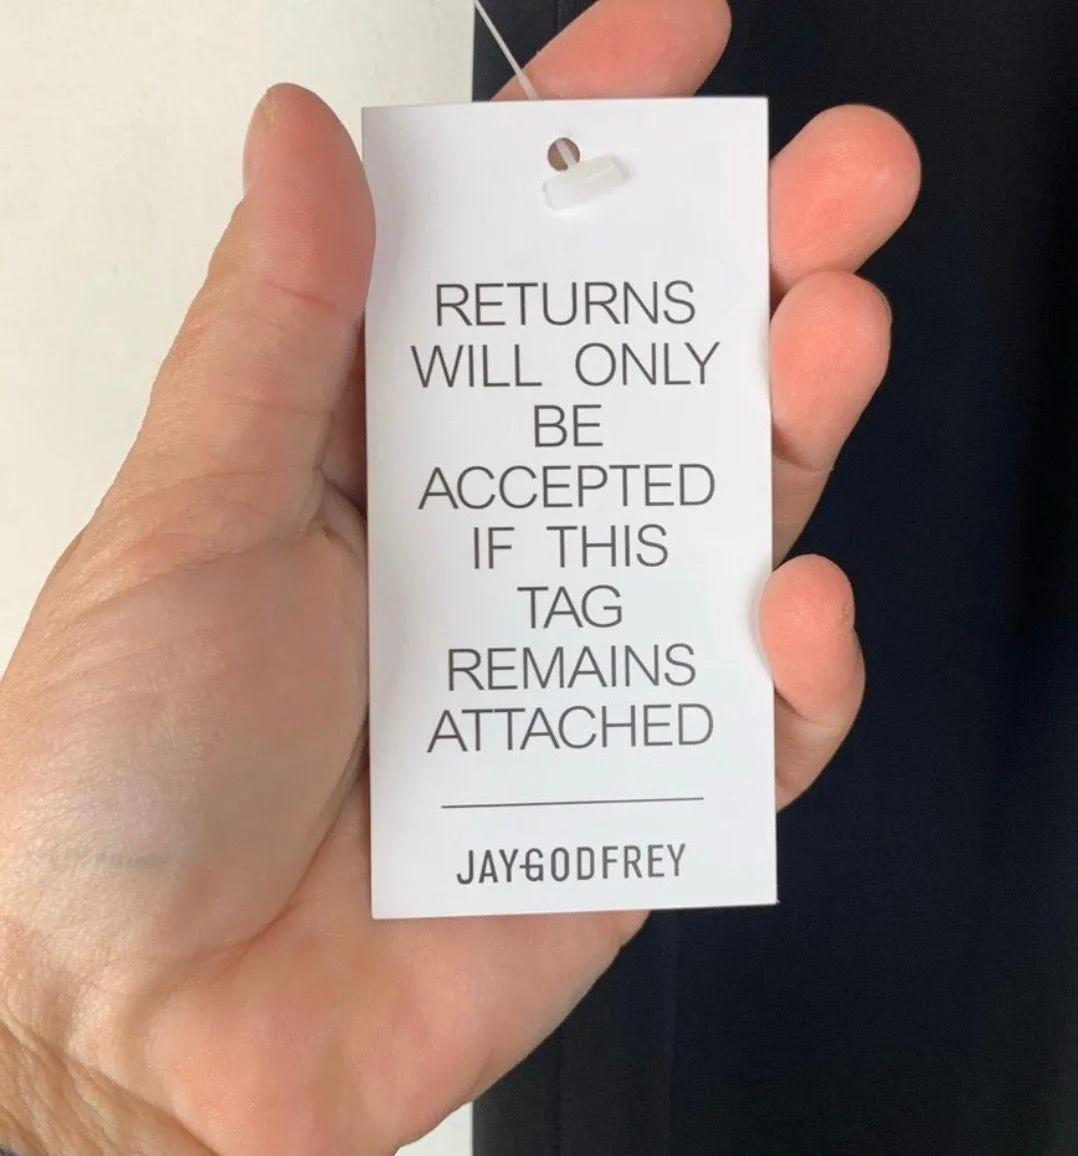 RETURNS
WILL ONLY
BE
ACCEPTED
IF THIS
TAG
REMAINS
ATTACHED
JAYGODFREY